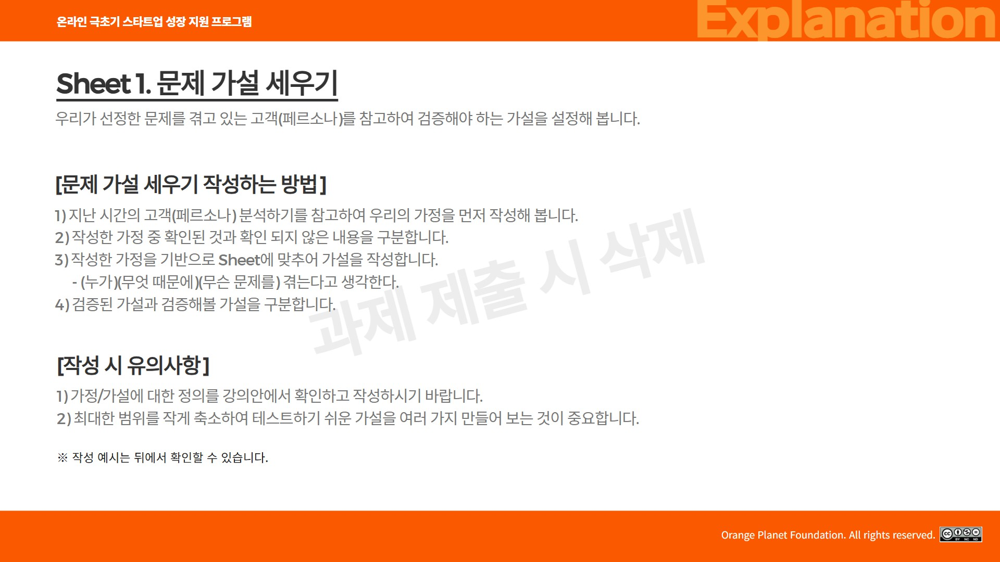 온라인 극초기 스타트업 성장 지원 프로그램
Explanation
Sheet 1. 문제 가설 세우기
우리가 선정한 문제를 겪고 있는 고객(페르소나)를 참고하여 검증해야 하는 가설을 설정해 봅니다.
[문제 가설 세우기 작성하는 방법]
1) 지난 시간의 고객(페르소나) 분석하기를 참고하여 우리의 가정을 먼저 작성해 봅니다.
2) 작성한 가정 중 확인된 것과 확인 되지 않은 내용을 구분합니다.
3) 작성한 가정을 기반으로 Sheet에 맞추어 가설을 작성합니다.
- (누가)(무엇 때문에)(무슨 문제를) 겪는다고 생각한다.
4) 검증된 가설과 검증해볼 가설을 구분합니다.
과제 제출 시 삭제
[작성 시 유의사항]
1) 가정/가설에 대한 정의를 강의안에서 확인하고 작성하시기 바랍니다.
2) 최대한 범위를 작게 축소하여 테스트하기 쉬운 가설을 여러 가지 만들어 보는 것이 중요합니다.
※ 작성 예시는 뒤에서 확인할 수 있습니다.
Orange Planet Foundation. All rights reserved.
cc BY NC ND